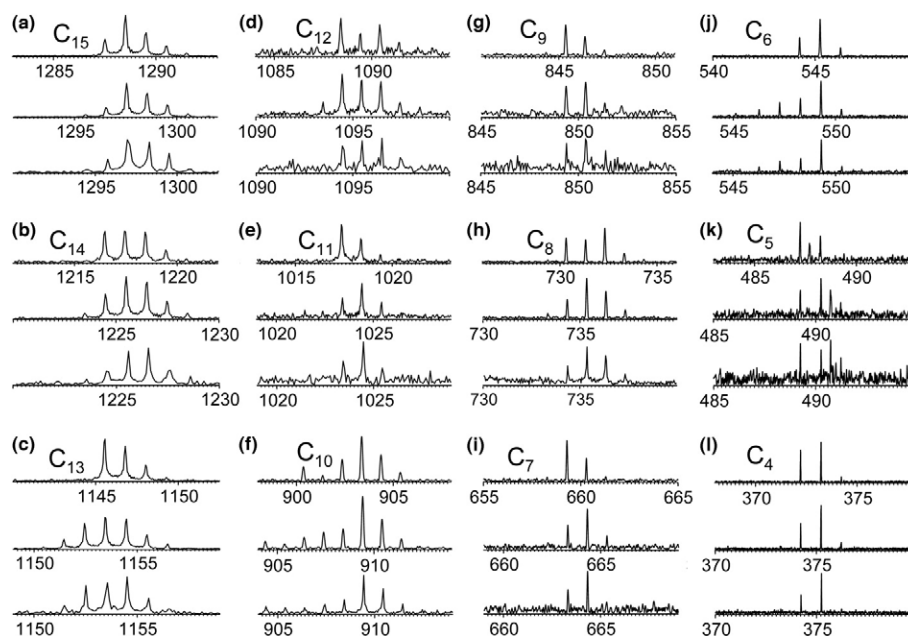 (a) (d) (g) (j)
C15 C12 C9 C6
1285 1290 1085 1090 845 850 540 545
1295 1300 1090 1095 845 850 855 545 550
1295 1300 1090 1095 845 850 855 545 550
(b) (e) (h) (k)
C14 C11 C8 C5
1215 1220 1015 1020 730 735 485 490
1225 1230 1020 1025 730 735 485 490
1225 1230 1020 1025 730 735 485 490
(c) (f) (i) (l)
C13 C10 C7 C4
1145 1150 900 905 655 660 665 370 375
1150 1155 905 910 660 665 370 375
1150 1155 905 910 660 665 370 375